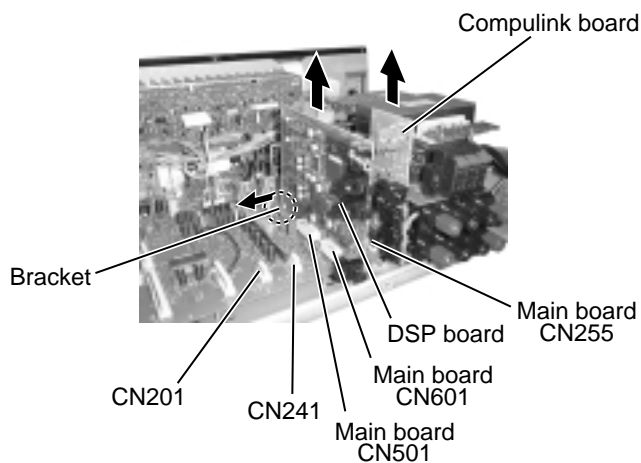 Compulink board
Bracket
Main board
CN255
DSP board
Main board
CN601
CN201
CN241
Main board
CN501